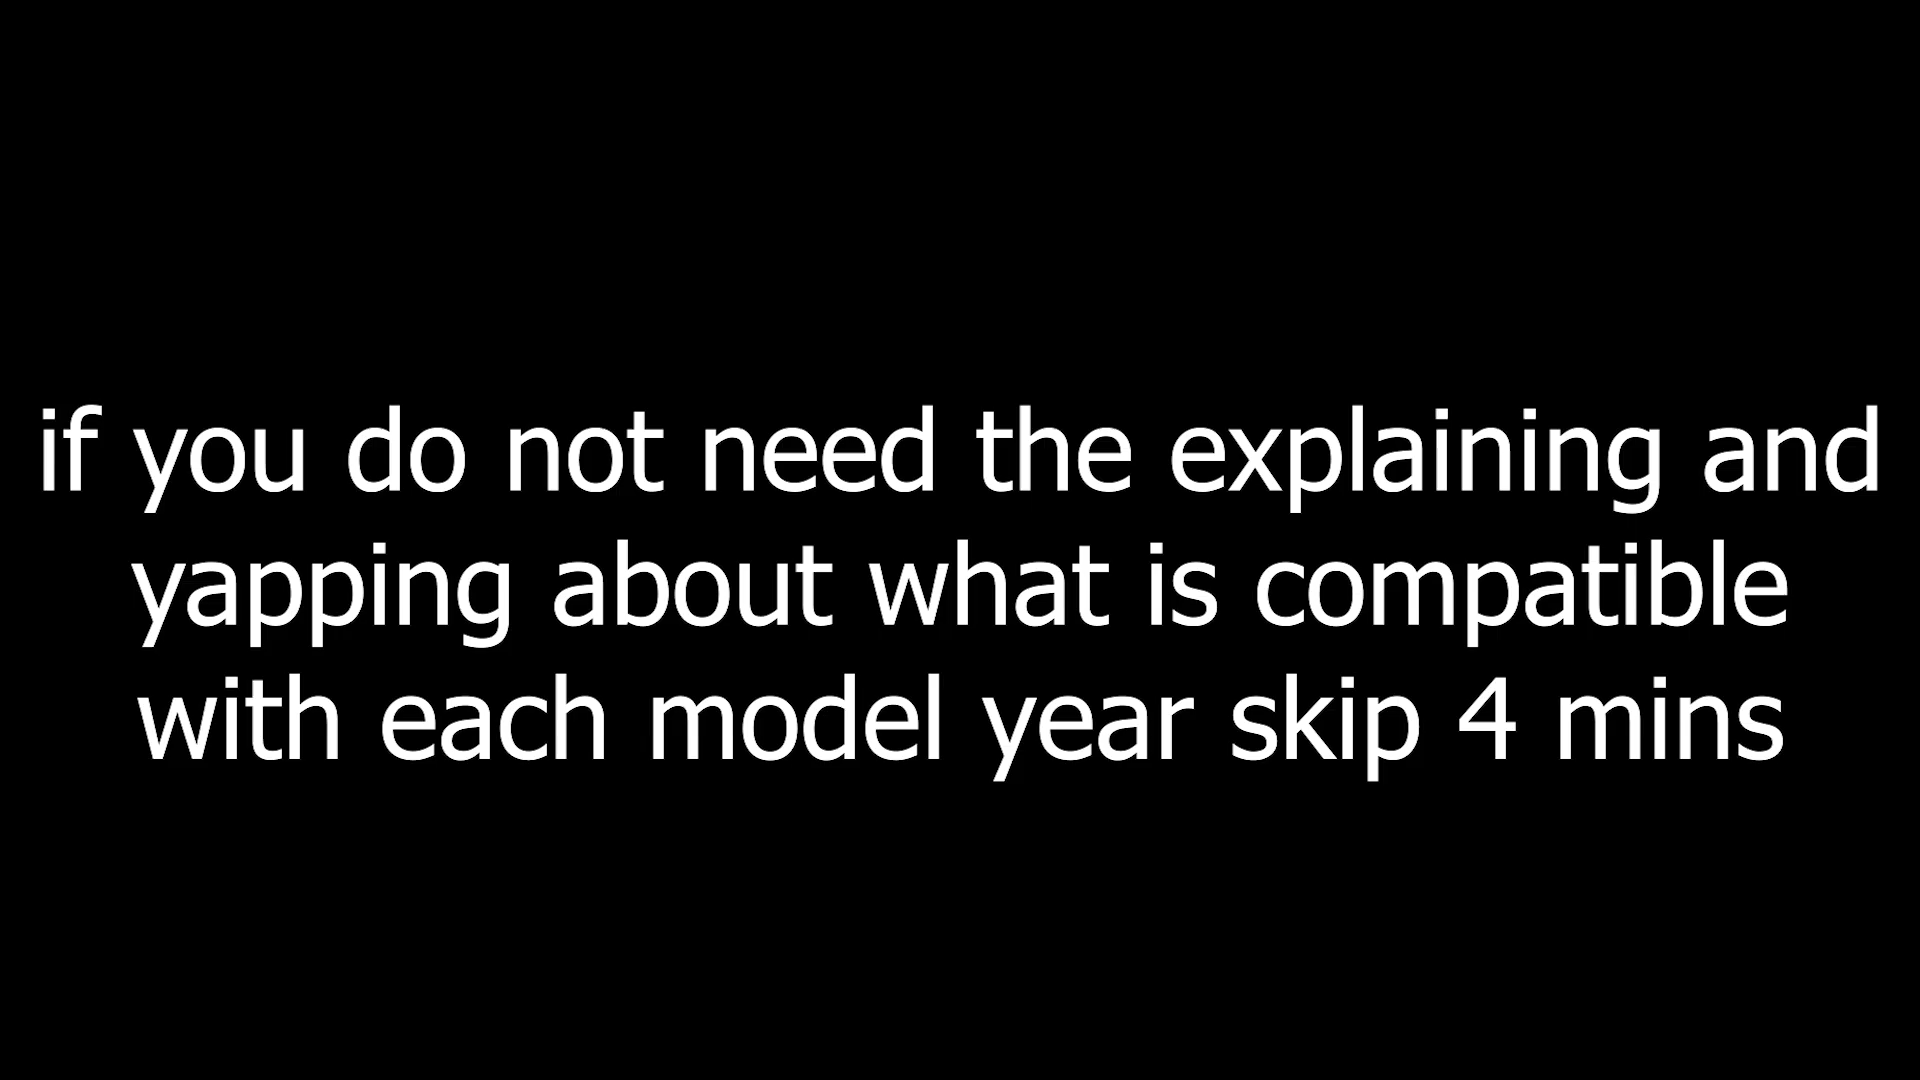 if you do not need the explaining and
yapping about what is compatible
with each model year skip 4 mins